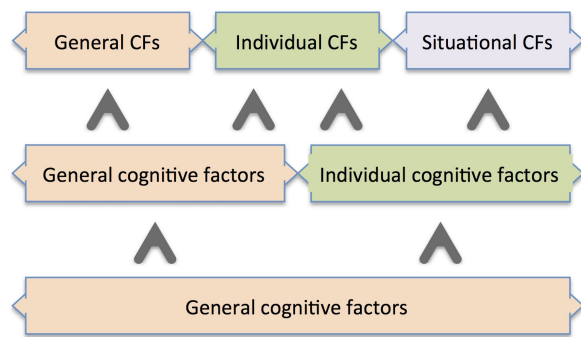 General CFs
Individual CFs
Situational CFs
General cognitive factors
Individual cognitive factors
General cognitive factors